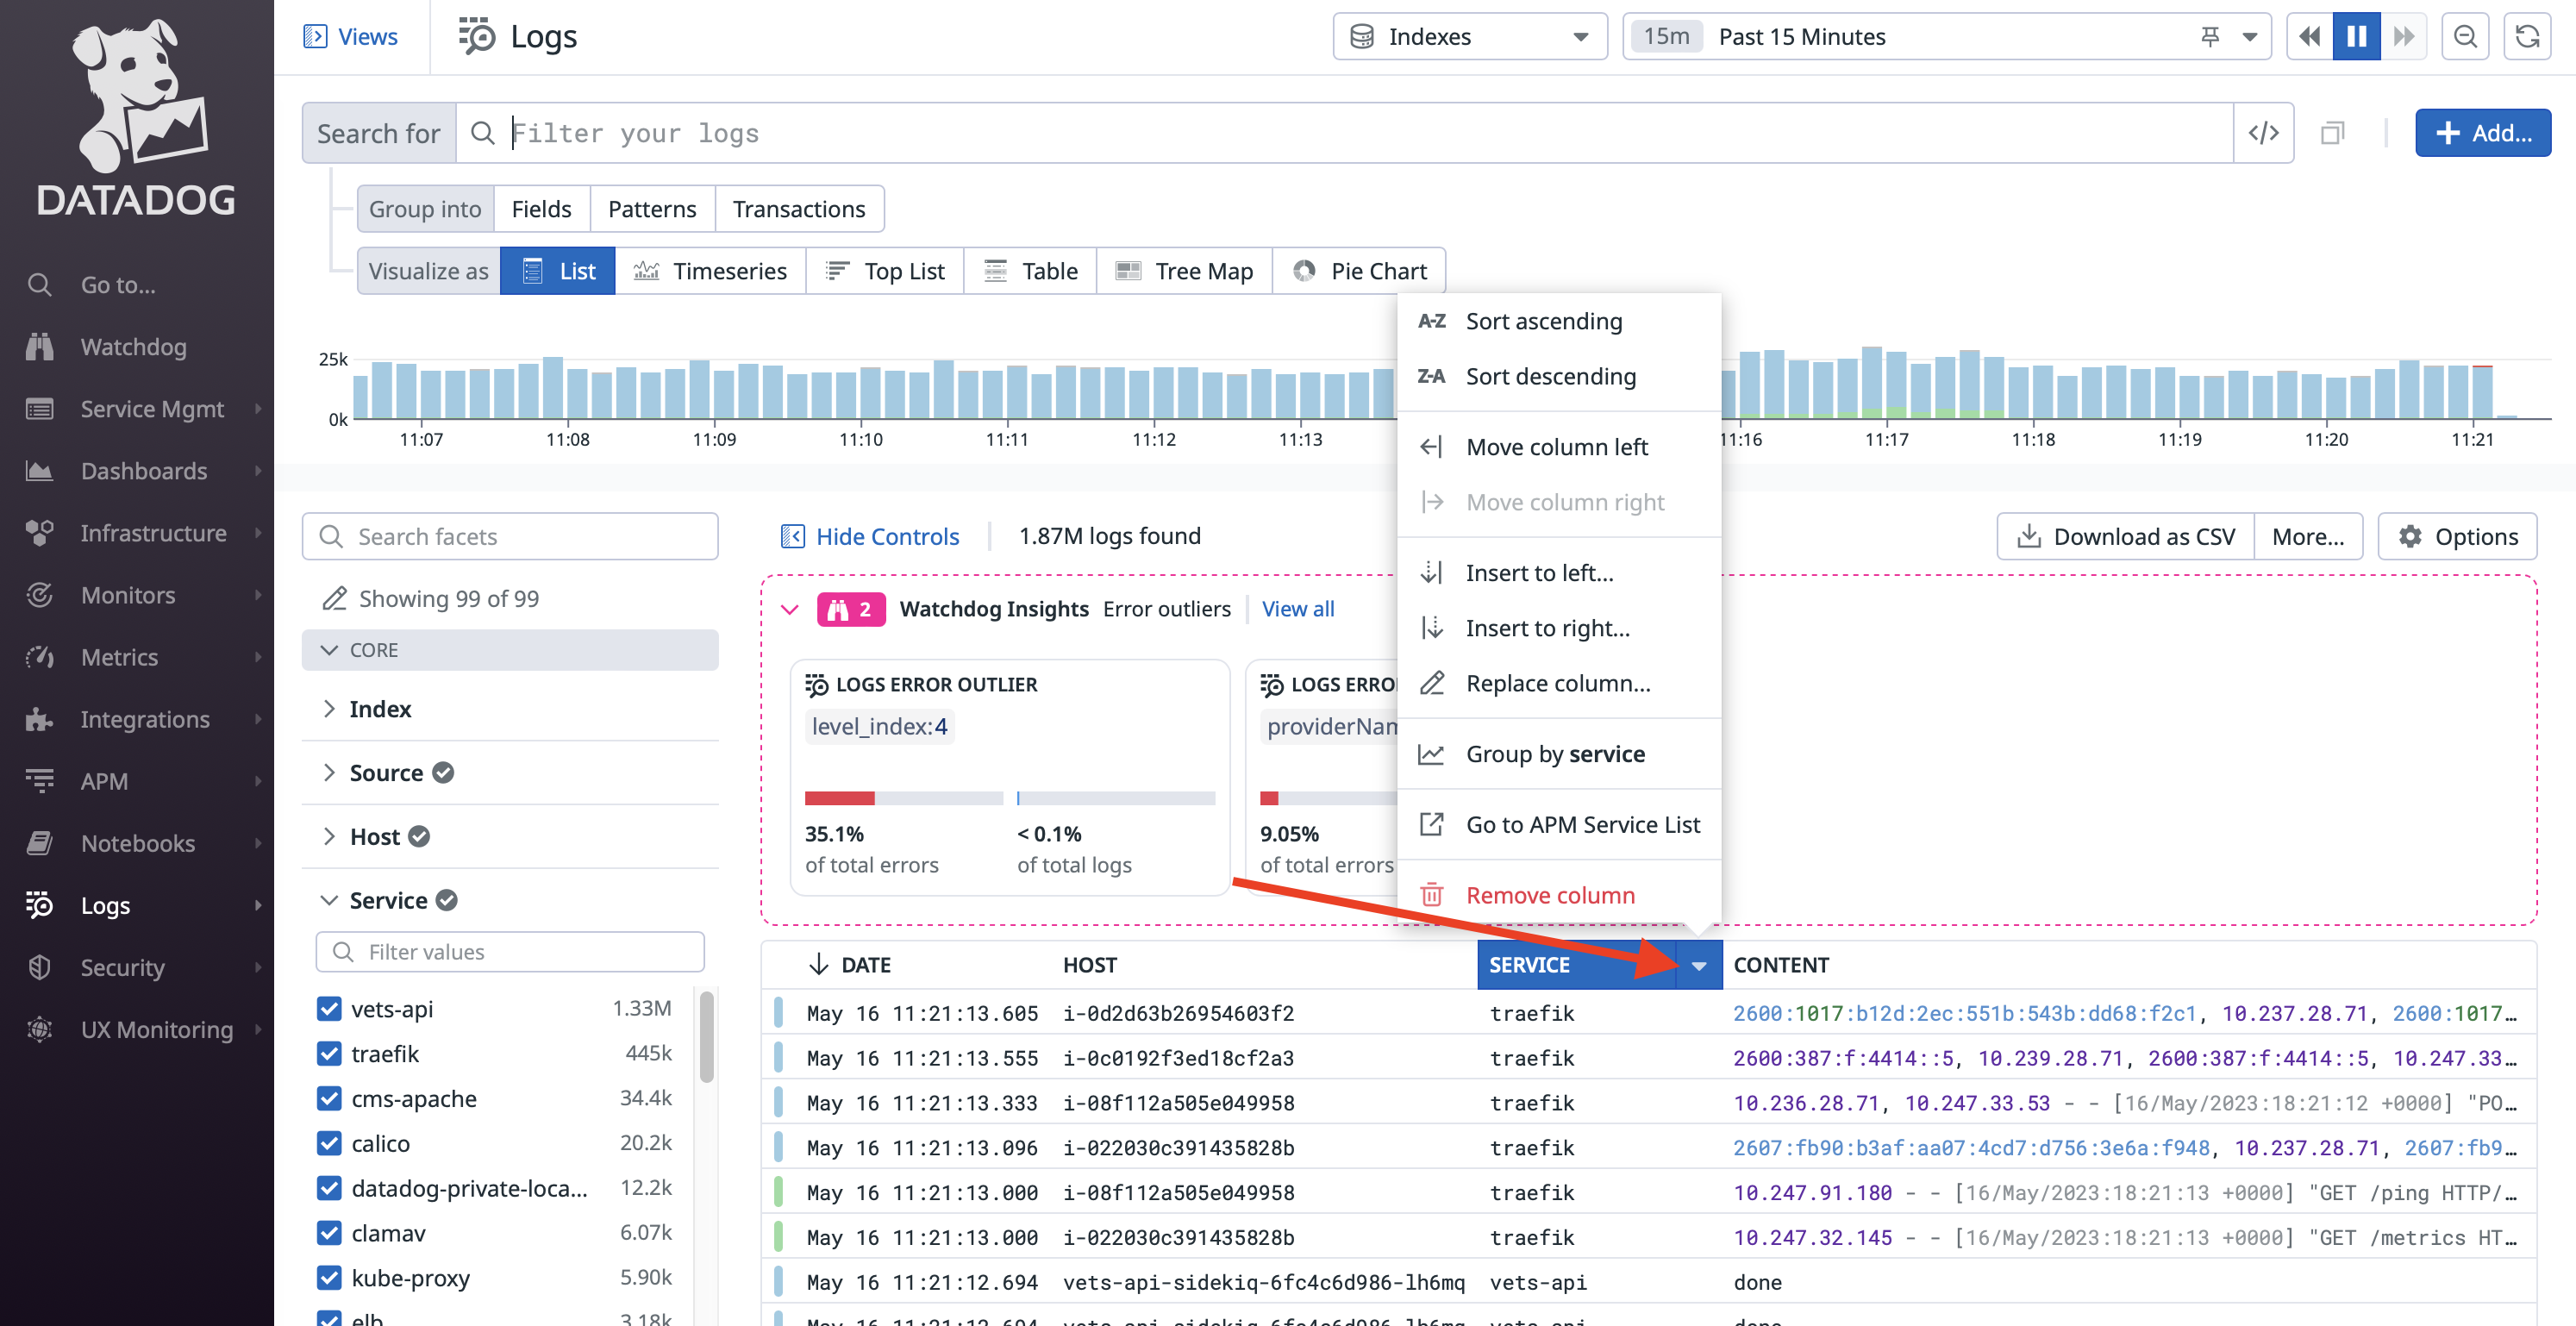 DATADOG
Go to...
Watchdog
Service Mgmt
Dashboards
Infrastructure
Monitors
Metrics
Integrations
APM
Notebooks
Logs
Security
UX Monitoring
Views
Logs
Indexes
15m Past 15 Minutes
Search for Filter your logs
</>
Add...
Group into Fields Patterns Transactions
Visualize as List Timeseries Top List Table Tree Map Pie Chart
25k
0k
11:07 11:08 11:09 11:10 11:11 11:12 11:13 11:16 11:17 11:18 11:19 11:20 11:21
A-Z Sort ascending
Z-A Sort descending
Move column left
Move column right
Insert to left...
Insert to right...
Replace column...
Group by service
Go to APM Service List
Remove column
Search facets
Showing 99 of 99
CORE
Index
Source
Host
Service
Filter values
vets-api 1.33M
traefik 445k
cms-apache 34.4k
calico 20.2k
datadog-private-loca... 12.2k
clamav 6.07k
kube-proxy 5.90k
elb 3.18k
Hide Controls 1.87M logs found
Download as CSV More... Options
2 Watchdog Insights Error outliers View all
LOGS ERROR OUTLIER
level_index:4
35.1% < 0.1%
of total errors of total logs
LOGS ERRO
providerNam
9.05%
of total errors
DATE HOST SERVICE CONTENT
May 16 11:21:13.605 i-0d2d63b26954603f2 traefik 2600:1017:b12d:2ec:551b:543b:dd68:f2c1, 10.237.28.71, 2600:1017…
May 16 11:21:13.555 i-0c0192f3ed18cf2a3 traefik 2600:387:f:4414::5, 10.239.28.71, 2600:387:f:4414::5, 10.247.33…
May 16 11:21:13.333 i-08f112a505e049958 traefik 10.236.28.71, 10.247.33.53 - - [16/May/2023:18:21:12 +0000] "PO…
May 16 11:21:13.096 i-022030c391435828b traefik 2607:fb90:b3af:aa07:4cd7:d756:3e6a:f948, 10.237.28.71, 2607:fb9…
May 16 11:21:13.000 i-08f112a505e049958 traefik 10.247.91.180 - - [16/May/2023:18:21:13 +0000] "GET /ping HTTP/…
May 16 11:21:13.000 i-022030c391435828b traefik 10.247.32.145 - - [16/May/2023:18:21:13 +0000] "GET /metrics HT…
May 16 11:21:12.694 vets-api-sidekiq-6fc4c6d986-lh6mq vets-api done
May 16 11:21:12.694 vets-api-sidekiq-6fc4c6d986-lh6mq vets-api done